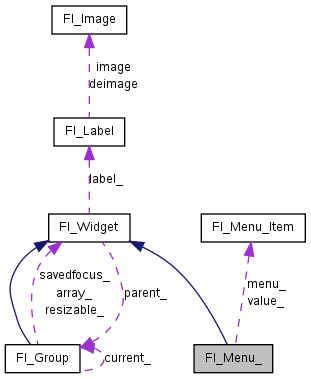 Fl_Image
image
deimage
Fl_Label
label_
Fl_Widget
Fl_Menu_Item
savedfocus_
array_
resizable_
parent_
menu_
value_
Fl_Group
current_
Fl_Menu_